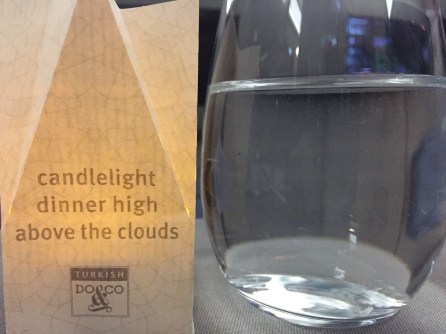 candlelight
dinner high
above the clouds
TURKISH
DO&CO